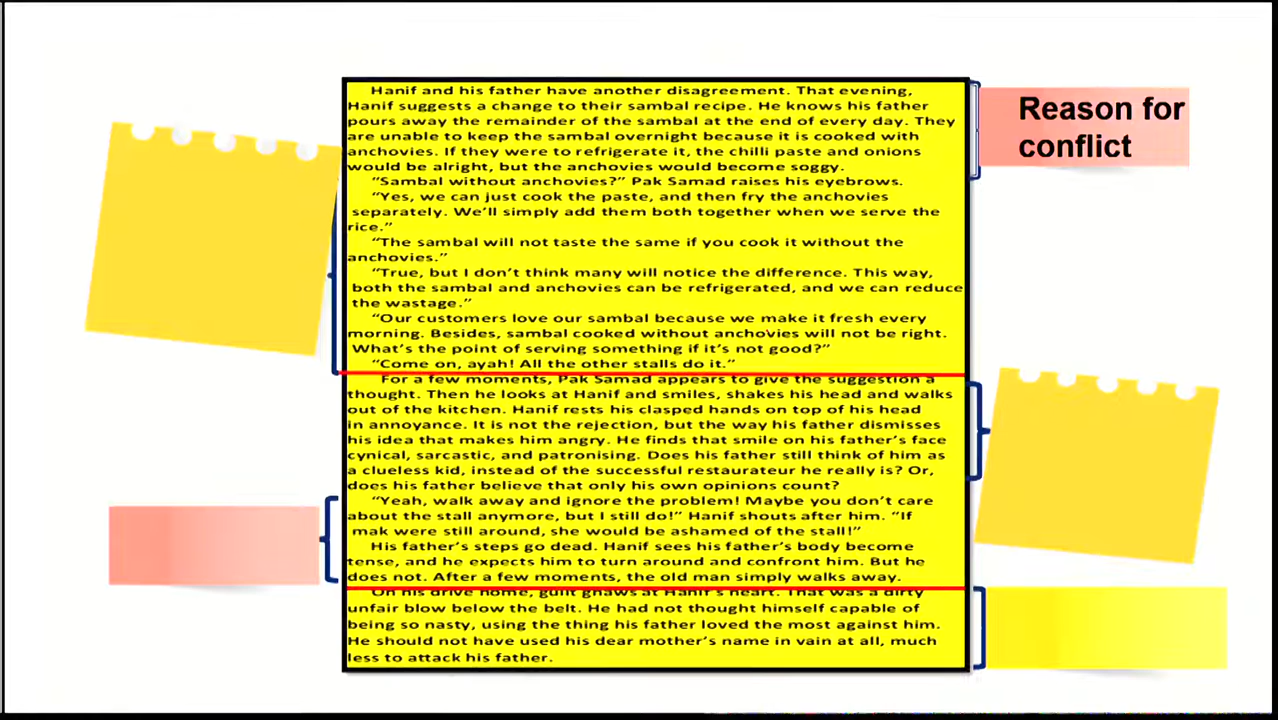 Hanif and his father have another disagreement. That evening,
Hanif suggests a change to their sambal recipe. He knows his father
pours away the remainder of the sambal at the end of every day. They
are unable to keep the sambal overnight because it is cooked with
anchovies. If they were to refrigerate it, the chilli paste and onions
would be alright, but the anchovies would become soggy.
“Sambal without anchovies?” Pak Samad raises his eyebrows.
“Yes, we can just cook the paste, and then fry the anchovies
separately. We’ll simply add them both together when we serve the
rice.”
“The sambal will not taste the same if you cook it without the
anchovies.”
“True, but I don’t think many will notice the difference. This way,
both the sambal and anchovies can be refrigerated, and we can reduce
the wastage.”
“Our customers love our sambal because we make it fresh every
morning. Besides, sambal cooked without anchovies will not be right.
What’s the point of serving something if it’s not good?”
“Come on, ayah! All the other stalls do it.”
For a few moments, Pak Samad appears to give the suggestion a
thought. Then he looks at Hanif and smiles, shakes his head and walks
out of the kitchen. Hanif rests his clasped hands on top of his head
in annoyance. It is not the rejection, but the way his father dismisses
his idea that makes him angry. He finds that smile on his father’s face
cynical, sarcastic, and patronising. Does his father still think of him as
a clueless kid, instead of the successful restaurateur he really is? Or,
does his father believe that only his own opinions count?
“Yeah, walk away and ignore the problem! Maybe you don’t care
about the stall anymore, but I still do!” Hanif shouts after him. “If
mak were still around, she would be ashamed of the stall!”
His father’s steps go dead. Hanif sees his father’s body become
tense, and he expects him to turn around and confront him. But he
does not. After a few moments, the old man simply walks away.
On his drive home, guilt gnaws at Hanif’s heart. That was a dirty
unfair blow below the belt. He had not thought himself capable of
being so nasty, using the thing his father loved the most against him.
He should not have used his dear mother’s name in vain at all, much
less to attack his father.
Reason for
conflict